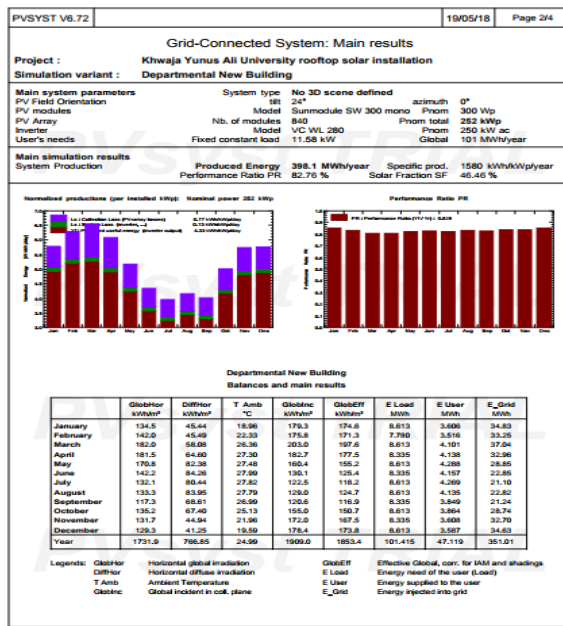 PVSYST V6.72 19/05/18 Page 2/4
Grid-Connected System: Main results
Project : Khwaja Yunus Ali University rooftop solar installation
Simulation variant : Departmental New Building
Main system parameters System type No 3D scene defined
PV Field Orientation tilt 24° azimuth 0°
PV modules Model Sunmodule SW 300 mono Pnom 300 Wp
PV Array Nb. of modules 840 Pnom total 252 kWp
Inverter Model VC WL 280 Pnom 250 kW ac
User's needs Fixed constant load 11.58 kW Global 101 MWh/year
Main simulation results
System Production Produced Energy 398.1 MWh/year Specific prod. 1580 kWh/kWp/year
Performance Ratio PR 82.76 % Solar Fraction SF 46.46 %
Normalized productions (per installed kWp): Nominal power 252 kWp
Performance Ratio PR
Jan Feb Mar Apr May Jun Jul Aug Sep Oct Nov Dec
Jan Feb Mar Apr May Jun Jul Aug Sep Oct Nov Dec
Departmental New Building
Balances and main results
GlobHor DiffHor T Amb GlobInc GlobEff E Load E User E_Grid
kWh/m² kWh/m² °C kWh/m² kWh/m² MWh MWh MWh
January 134.5 45.44 18.96 179.3 174.6 8.613 3.606 34.83
February 142.0 45.49 22.33 175.8 171.3 7.780 3.516 33.25
March 182.0 58.08 26.36 203.0 197.6 8.613 4.101 37.04
April 181.5 64.60 27.30 182.7 177.5 8.335 4.138 32.96
May 170.8 82.38 27.48 160.4 155.2 8.613 4.288 28.85
June 142.2 84.26 27.99 130.1 125.4 8.335 4.157 22.85
July 132.1 80.44 27.82 122.5 118.2 8.613 4.269 21.10
August 133.3 83.95 27.79 129.0 124.7 8.613 4.135 22.82
September 117.3 68.61 26.99 120.6 116.9 8.335 3.849 21.24
October 135.2 67.40 25.13 155.0 150.7 8.613 3.864 28.74
November 131.7 44.94 21.96 172.0 167.5 8.335 3.608 32.70
December 129.3 41.25 19.59 178.4 173.8 8.613 3.587 34.63
Year 1731.9 766.85 24.99 1909.0 1853.4 101.415 47.119 351.01
Legends: GlobHor Horizontal global irradiation GlobEff Effective Global, corr. for IAM and shadings
DiffHor Horizontal diffuse irradiation E Load Energy need of the user (Load)
T Amb Ambient Temperature E User Energy supplied to the user
GlobInc Global incident in coll. plane E_Grid Energy injected into grid